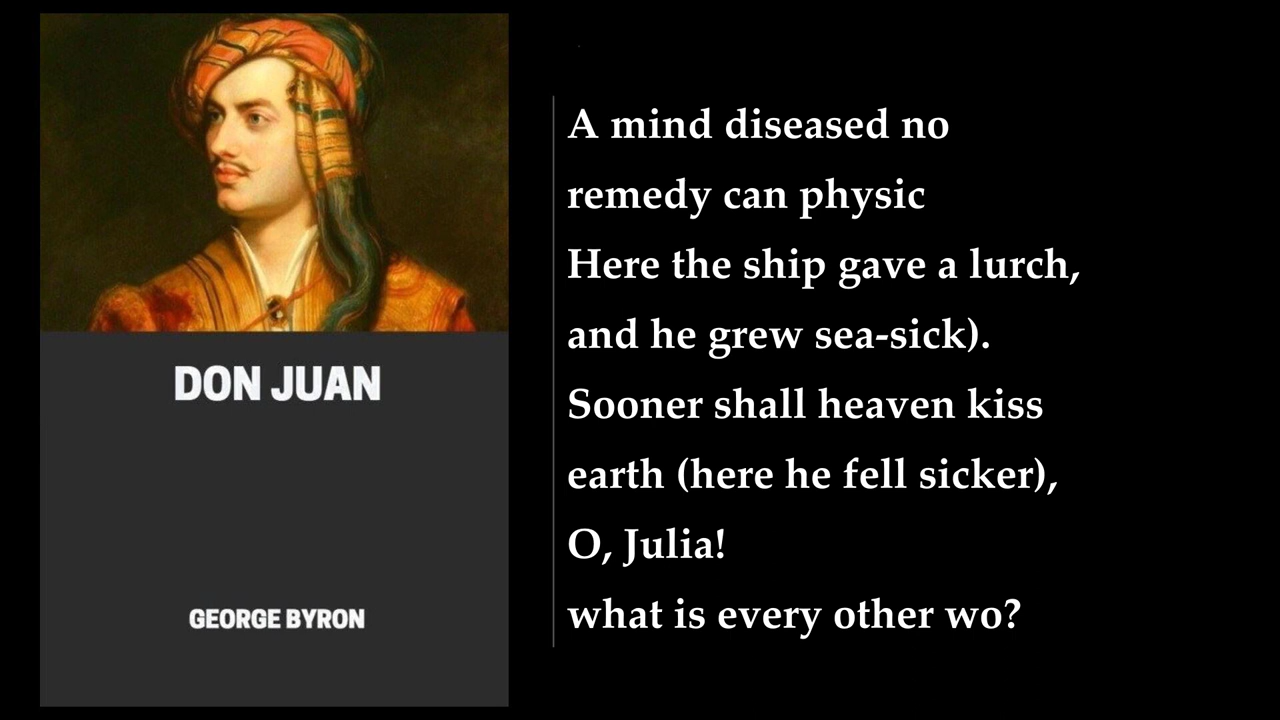 DON JUAN
GEORGE BYRON
A mind diseased no
remedy can physic
Here the ship gave a lurch,
and he grew sea-sick).
Sooner shall heaven kiss
earth (here he fell sicker),
O, Julia!
what is every other wo?